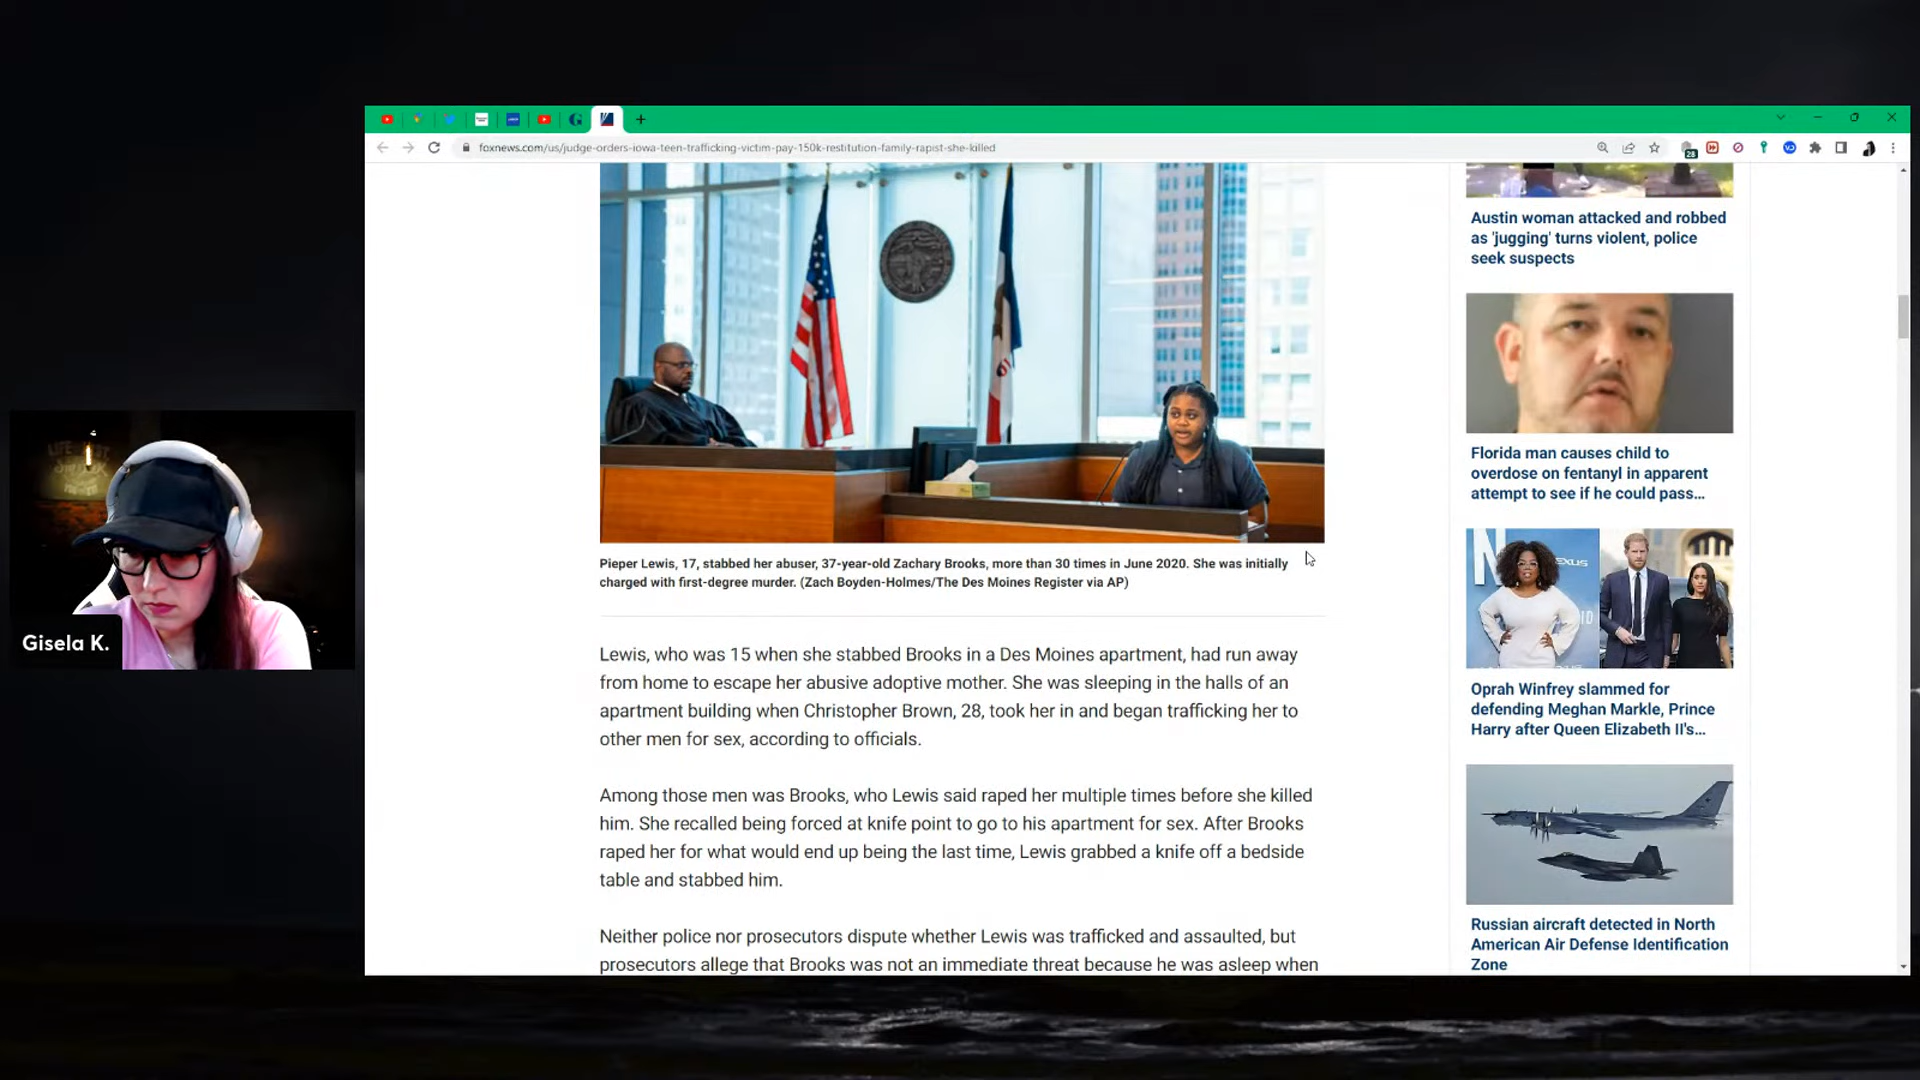 foxnews.com/us/judge-orders-iowa-teen-trafficking-victim-pay-150k-restitution-family-rapist-she-killed
28
Pieper Lewis, 17, stabbed her abuser, 37-year-old Zachary Brooks, more than 30 times in June 2020. She was initially
charged with first-degree murder. (Zach Boyden-Holmes/The Des Moines Register via AP)
Lewis, who was 15 when she stabbed Brooks in a Des Moines apartment, had run away
from home to escape her abusive adoptive mother. She was sleeping in the halls of an
apartment building when Christopher Brown, 28, took her in and began trafficking her to
other men for sex, according to officials.
Among those men was Brooks, who Lewis said raped her multiple times before she killed
him. She recalled being forced at knife point to go to his apartment for sex. After Brooks
raped her for what would end up being the last time, Lewis grabbed a knife off a bedside
table and stabbed him.
Neither police nor prosecutors dispute whether Lewis was trafficked and assaulted, but
prosecutors allege that Brooks was not an immediate threat because he was asleep when
Austin woman attacked and robbed
as 'jugging' turns violent, police
seek suspects
Florida man causes child to
overdose on fentanyl in apparent
attempt to see if he could pass...
N
EXUS
ID
Oprah Winfrey slammed for
defending Meghan Markle, Prince
Harry after Queen Elizabeth II's...
Russian aircraft detected in North
American Air Defense Identification
Zone
Gisela K.